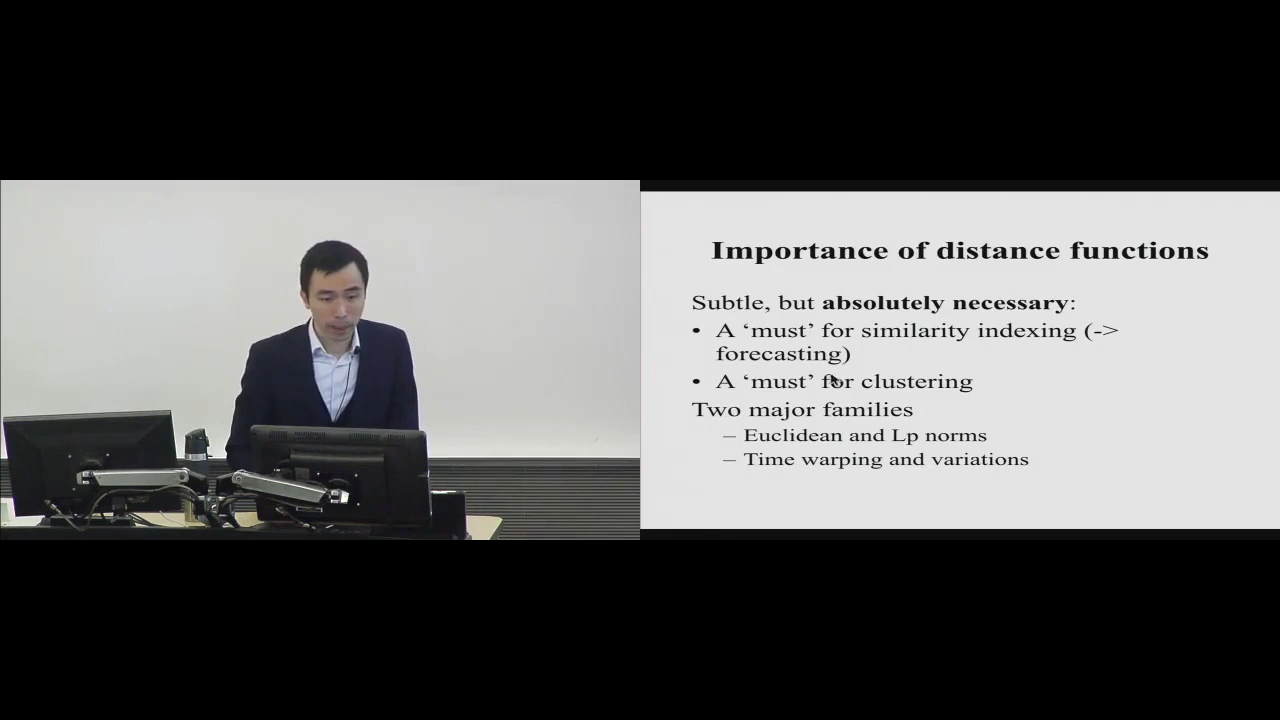 Importance of distance functions
Subtle, but absolutely necessary:
• A ‘must’ for similarity indexing (->
forecasting)
• A ‘must’ for clustering
Two major families
– Euclidean and Lp norms
– Time warping and variations